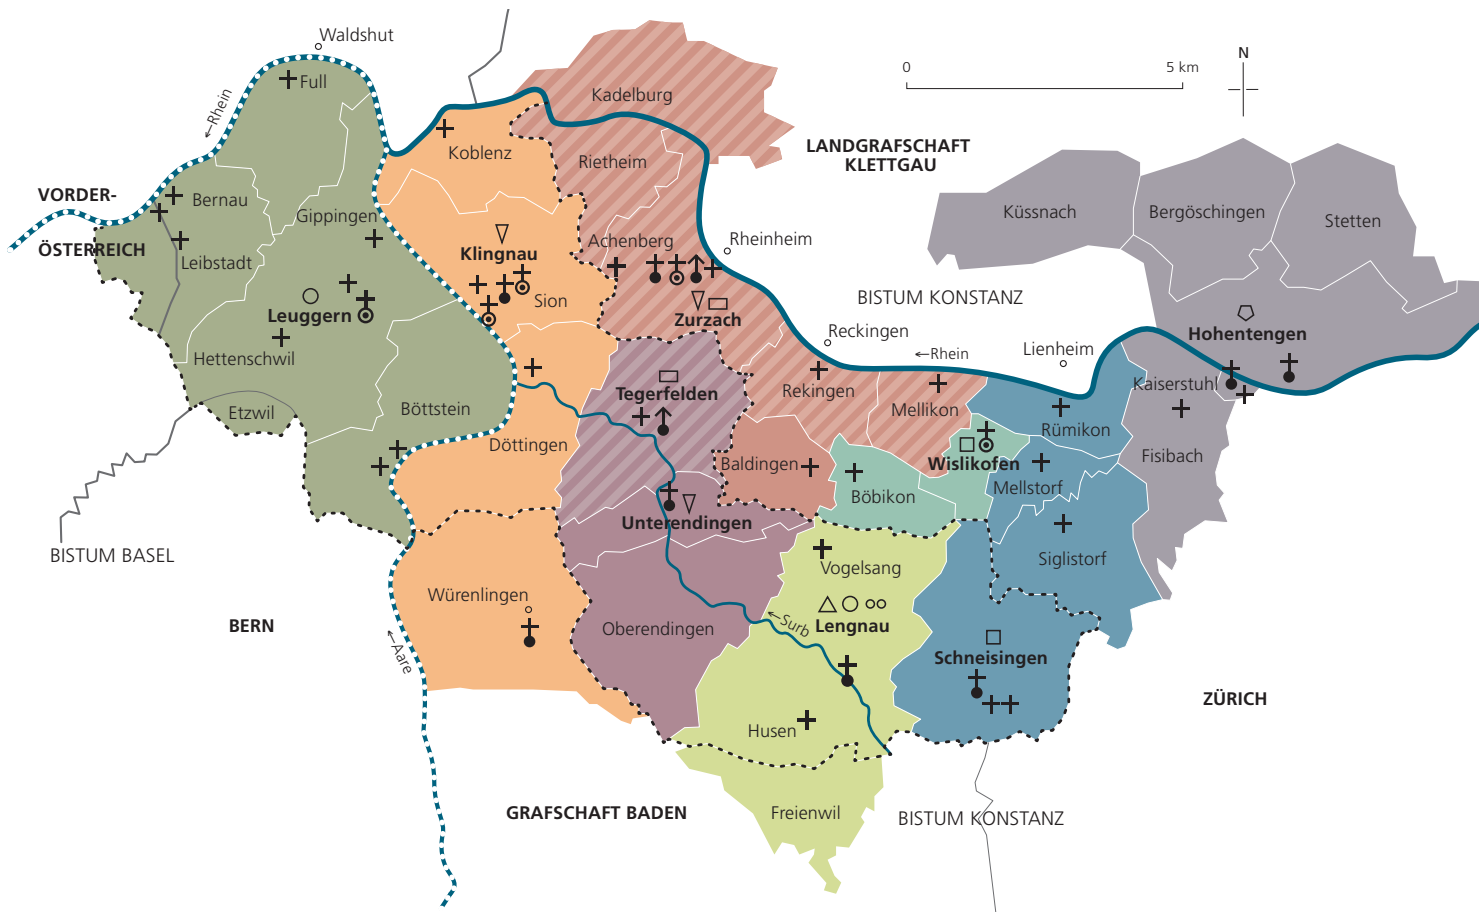 Waldshut
N
0
5 km
Full
Kadelburg
←Rhein
Koblenz
Rietheim
LANDGRAFSCHAFT
KLETTGAU
VORDER-
ÖSTERREICH
Bernau
Gippingen
Küssnach
Bergöschingen
Stetten
Leibstadt
Klingnau
Achenberg
Rheinheim
Sion
BISTUM KONSTANZ
Leuggern
Zurzach
Reckingen
Hohentengen
Hettenschwil
←Rhein
Lienheim
Tegerfelden
Rekingen
Mellikon
Kaiserstuhl
Etzwil
Böttstein
Rümikon
Döttingen
Baldingen
Wislikofen
Fisibach
Böbikon
Mellstorf
Unterendingen
BISTUM BASEL
Vogelsang
Siglistorf
Würenlingen
BERN
Oberendingen
←Surb
Lengnau
←Aare
Schneisingen
ZÜRICH
Husen
GRAFSCHAFT BADEN
Freienwil
BISTUM KONSTANZ